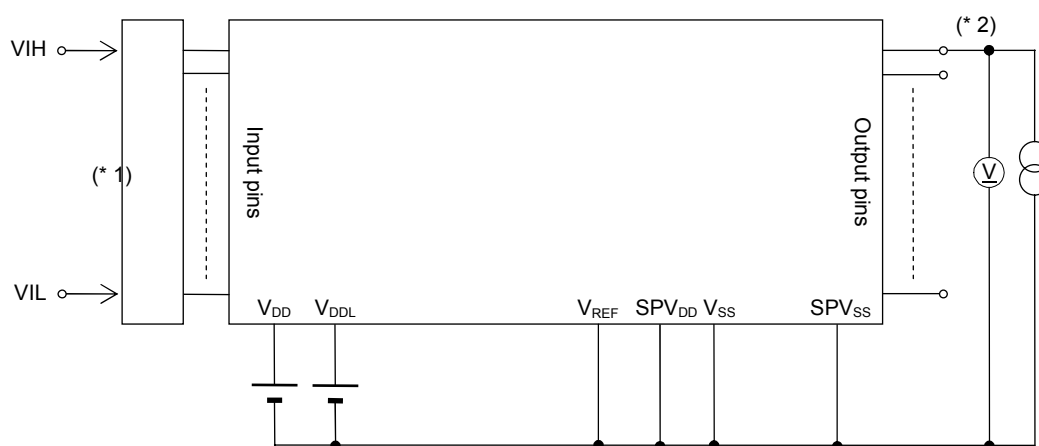 (* 2)
VIH
Input pins
Output pins
(* 1)
V
VIL
VDD VDDL VREF SPVDD VSS SPVSS